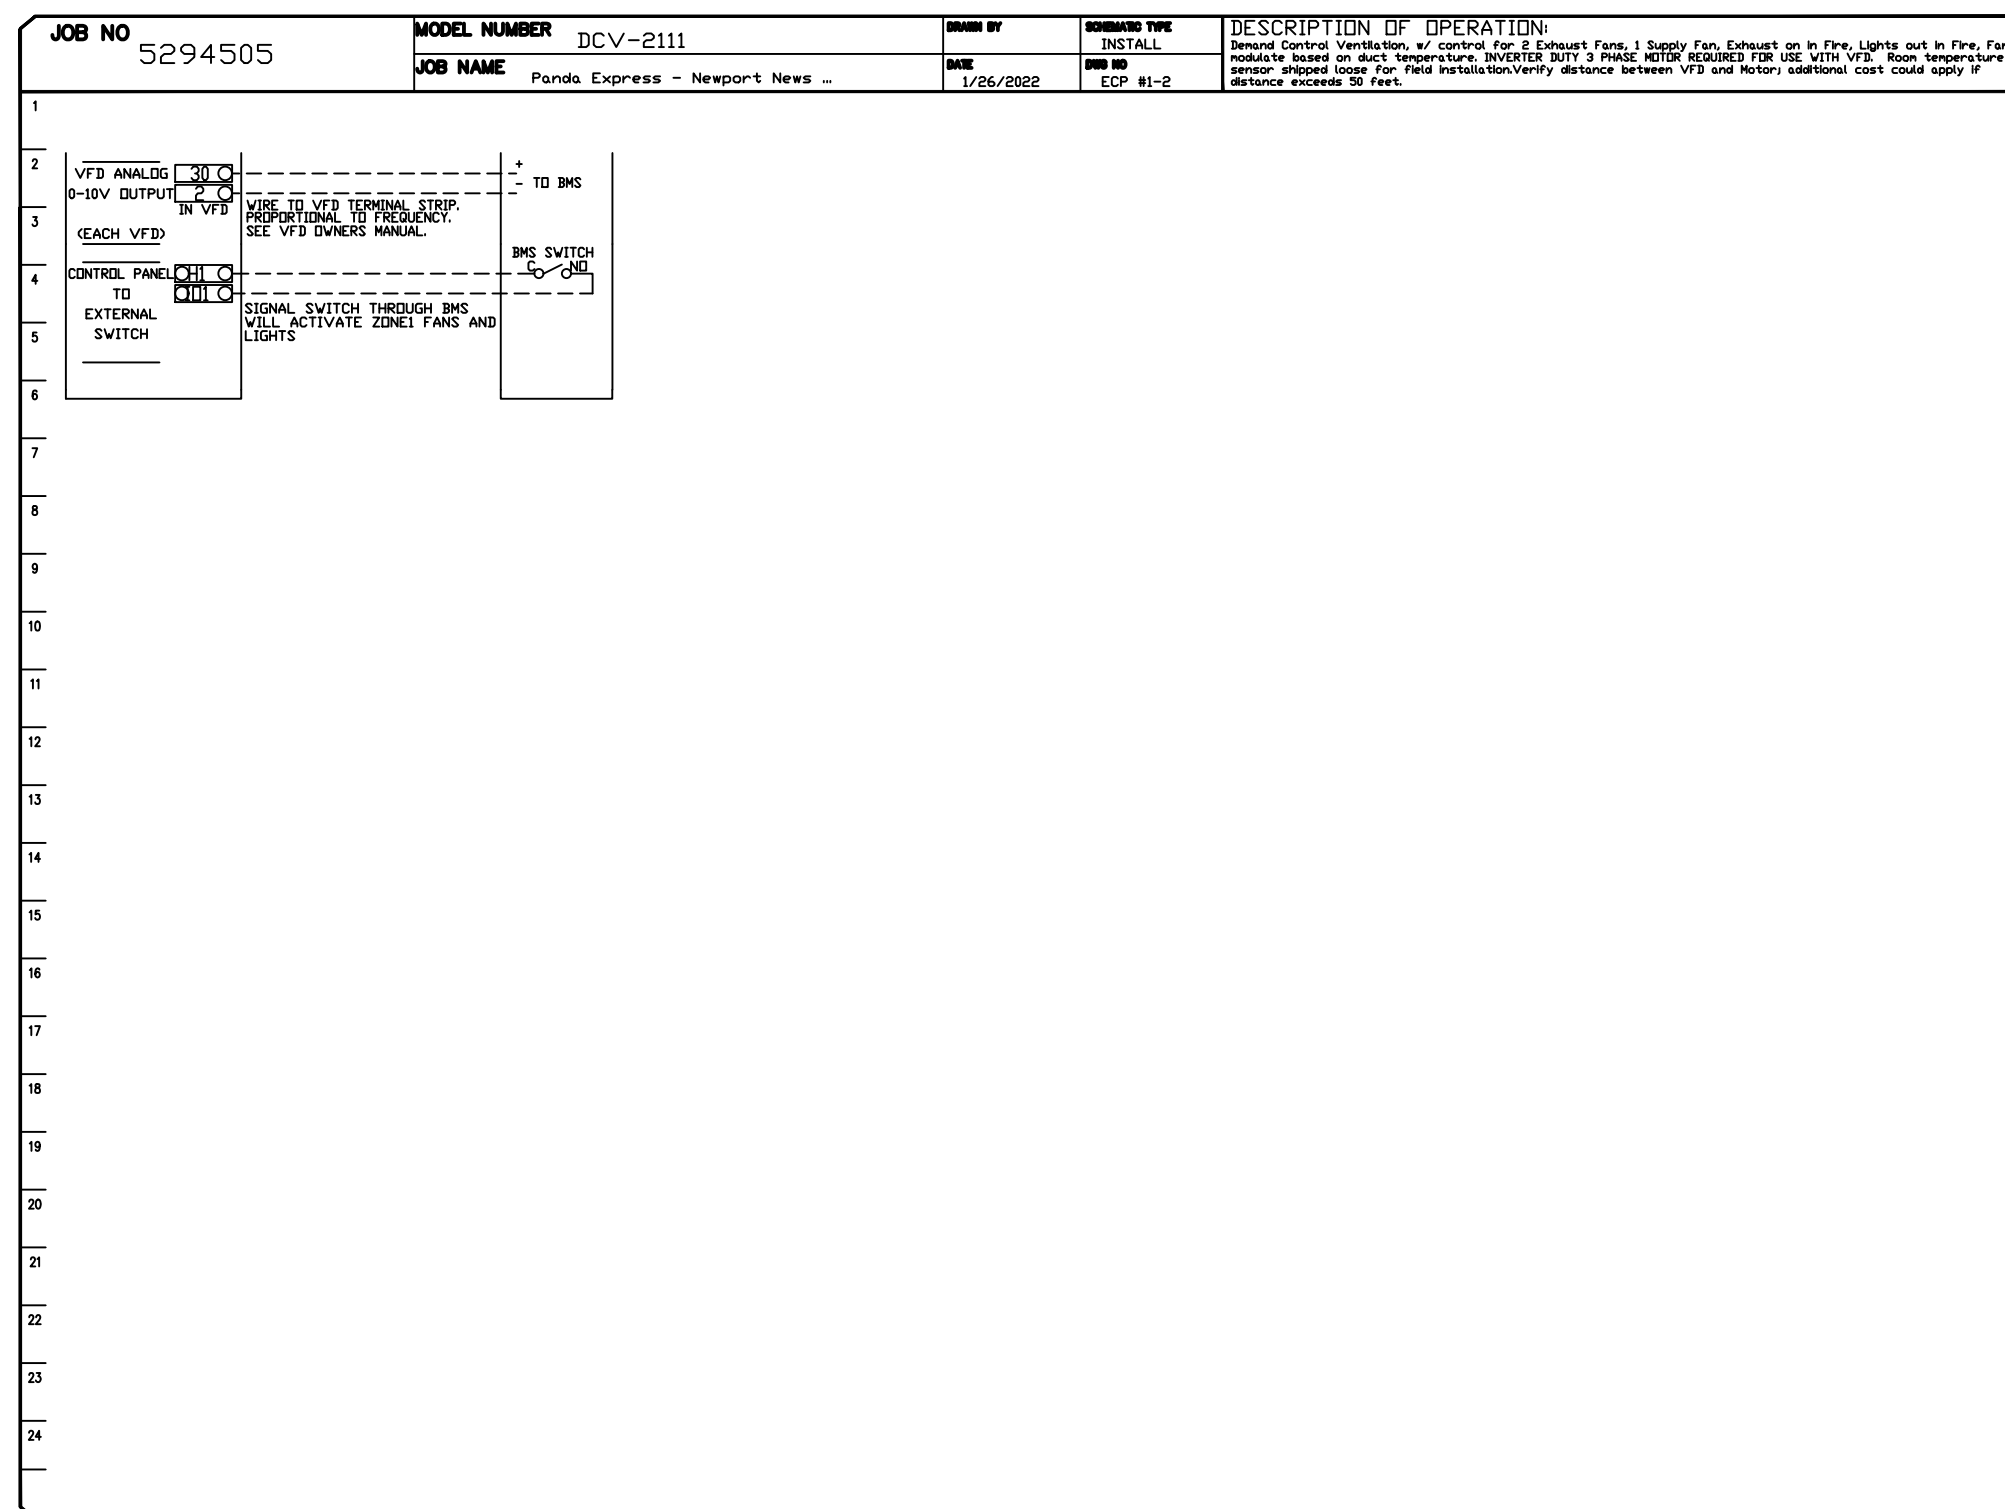 JOB NO
5294505
MODEL NUMBER
DCV-2111
JOB NAME
Panda Express - Newport News ...
DRAWN BY
DATE
1/26/2022
SCHEMATIC TYPE
INSTALL
DWG NO
ECP #1-2
DESCRIPTION OF OPERATION:
Demand Control Ventilation, w/ control for 2 Exhaust Fans, 1 Supply Fan, Exhaust on in Fire, Lights out in Fire,
modulate based on duct temperature. INVERTER DUTY 3 PHASE MOTOR REQUIRED FOR USE WITH VFD. Room temperature
sensor shipped loose for field installation.Verify distance between VFD and Motor; additional cost could apply if
distance exceeds 50 feet.
1
2
3
4
5
6
7
8
9
10
11
12
13
14
15
16
17
18
19
20
21
22
23
24
VFD ANALOG 30
0-10V OUTPUT 2
IN VFD
(EACH VFD)
WIRE TO VFD TERMINAL STRIP.
PROPORTIONAL TO FREQUENCY.
SEE VFD OWNERS MANUAL.
+
- TO BMS
BMS SWITCH
C NO
CONTROL PANEL H1
TO
EXTERNAL
SWITCH
SIGNAL SWITCH THROUGH BMS
WILL ACTIVATE ZONE1 FANS AND
LIGHTS